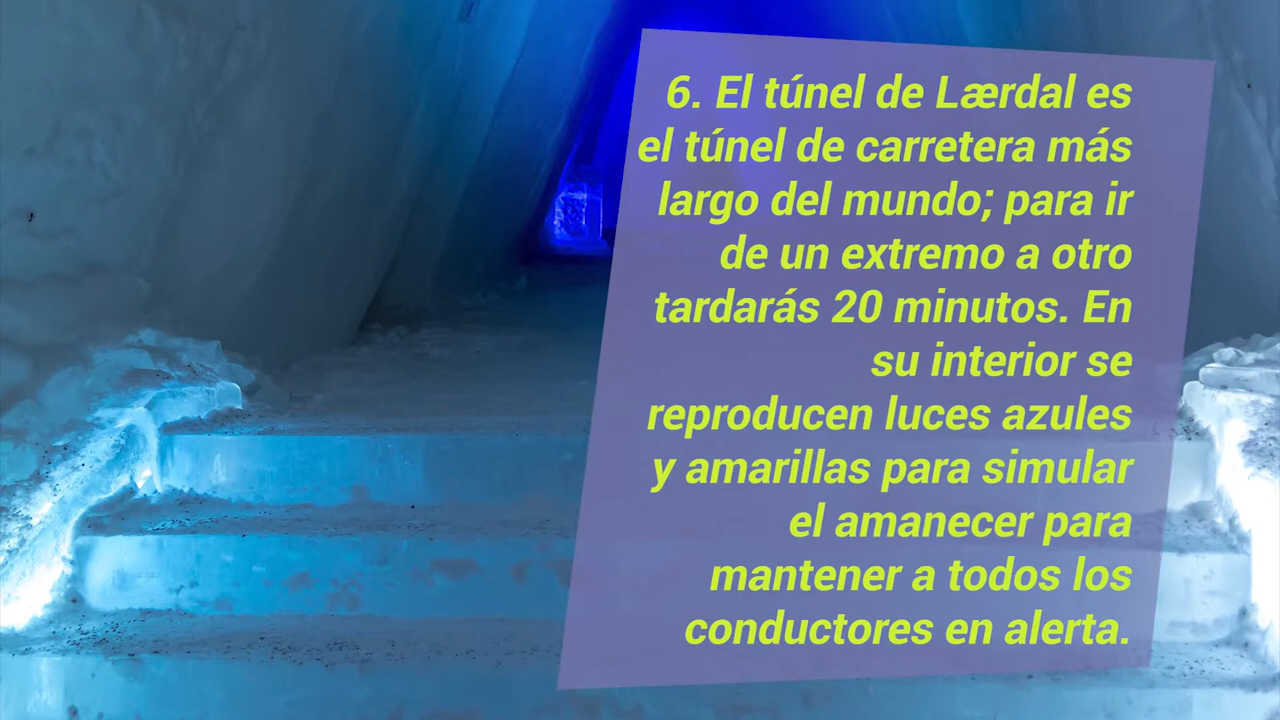 6. El túnel de Lærdal es
el túnel de carretera más
largo del mundo; para ir
de un extremo a otro
tardarás 20 minutos. En
su interior se
reproducen luces azules
y amarillas para simular
el amanecer para
mantener a todos los
conductores en alerta.